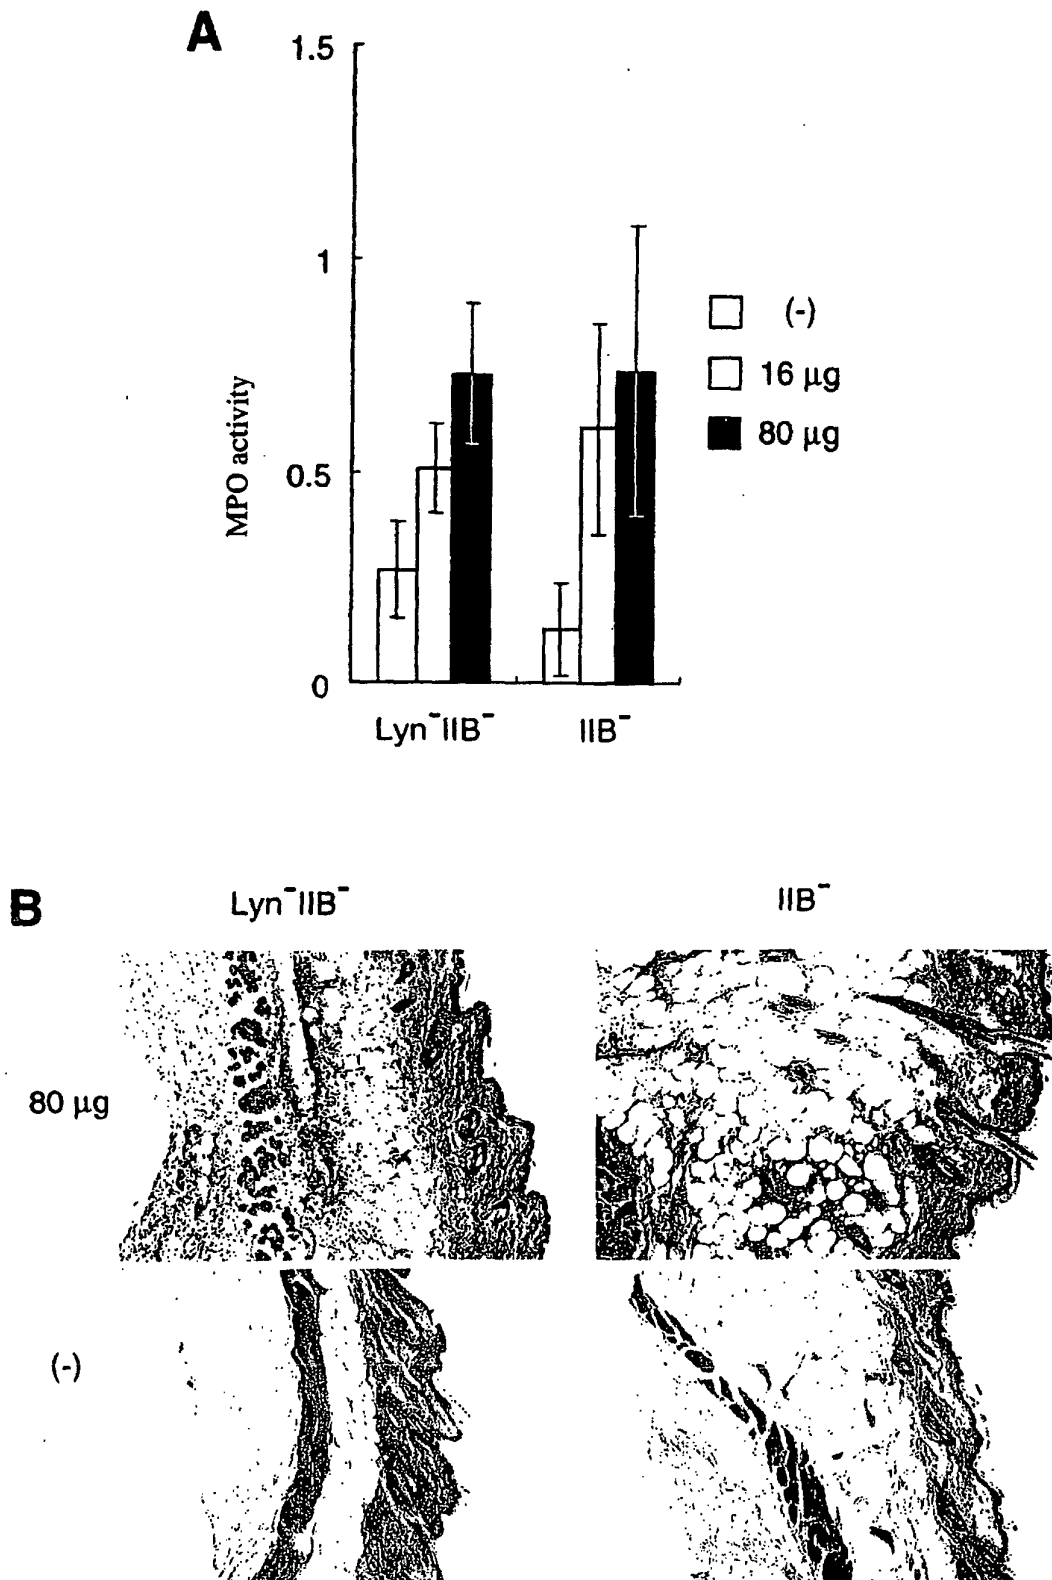 A
1.5
1
0.5
0
MPO activity
(-)
16 µg
80 µg
Lyn⁻IIB⁻ IIB⁻
B
Lyn⁻IIB⁻ IIB⁻
80 µg
(-)